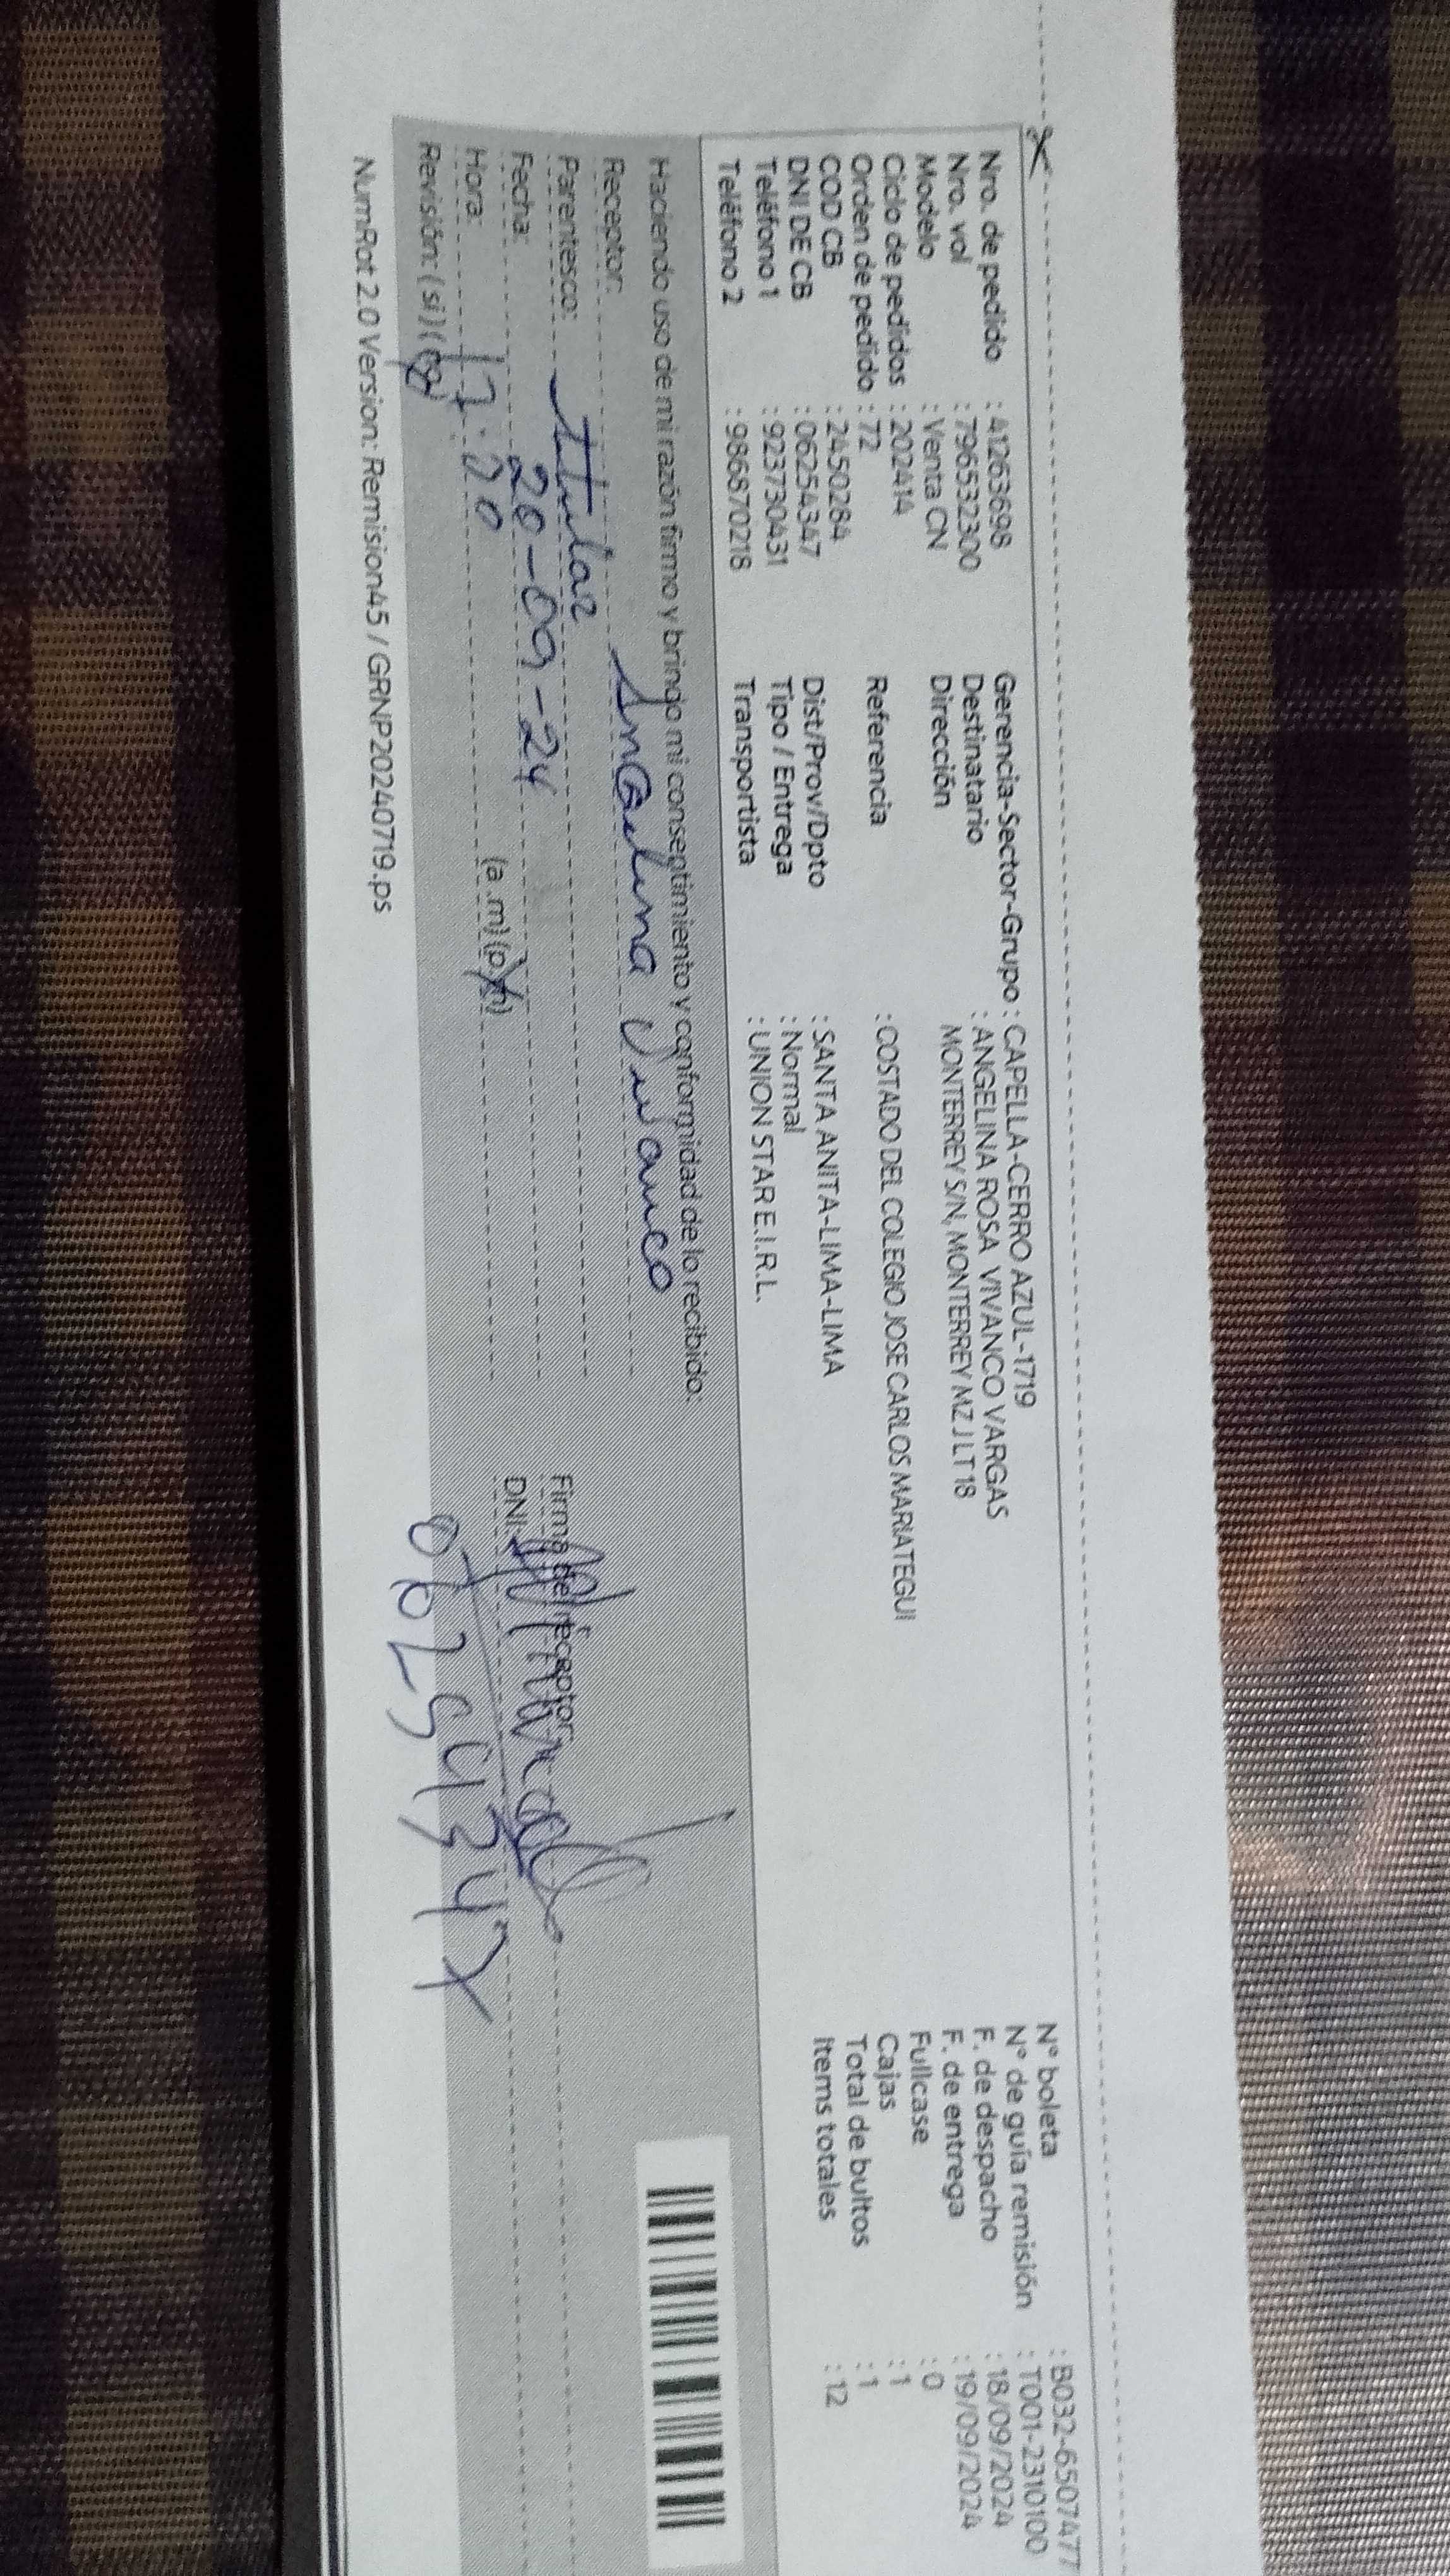 Nro. de pedido : 41263698
Nro. vol : 796532300
Modelo : Venta CN
Ciclo de pedidos : 202414
Orden de pedido : 72
COD CB : 2450284
DNI DE CB : 06254347
Teléfono 1 : 923730431
Teléfono 2 : 986870218
Gerencia-Sector-Grupo : CAPELLA-CERRO AZUL-1719
Destinatario : ANGELINA ROSA VIVANCO VARGAS
Dirección MONTERREY S/N, MONTERREY MZ J LT 18
Referencia : COSTADO DEL COLEGIO JOSE CARLOS MARIATEGUI
Dist/Prov/Dpto : SANTA ANITA-LIMA-LIMA
Tipo / Entrega : Normal
Transportista : UNION STAR E.I.R.L.
N° boleta : B032-6507477
N° de guía remisión : T001-2310100
F. de despacho : 18/09/2024
F. de entrega : 19/09/2024
Fullcase : 0
Cajas : 1
Total de bultos : 1
Items totales : 12
Haciendo uso de mi razón firmo y brindo mi consentimiento y conformidad de lo recibido:
Receptor: Angelina Vivanco
Parentesco: Titular
Fecha: 20-09-24
Hora: 17:20 (a.m) (p.m)
Revisión: (si) (no)
Firma del receptor:
DNI:
06254347
NumRot 2.0 Version: Remision45 / GRNP20240719.ps